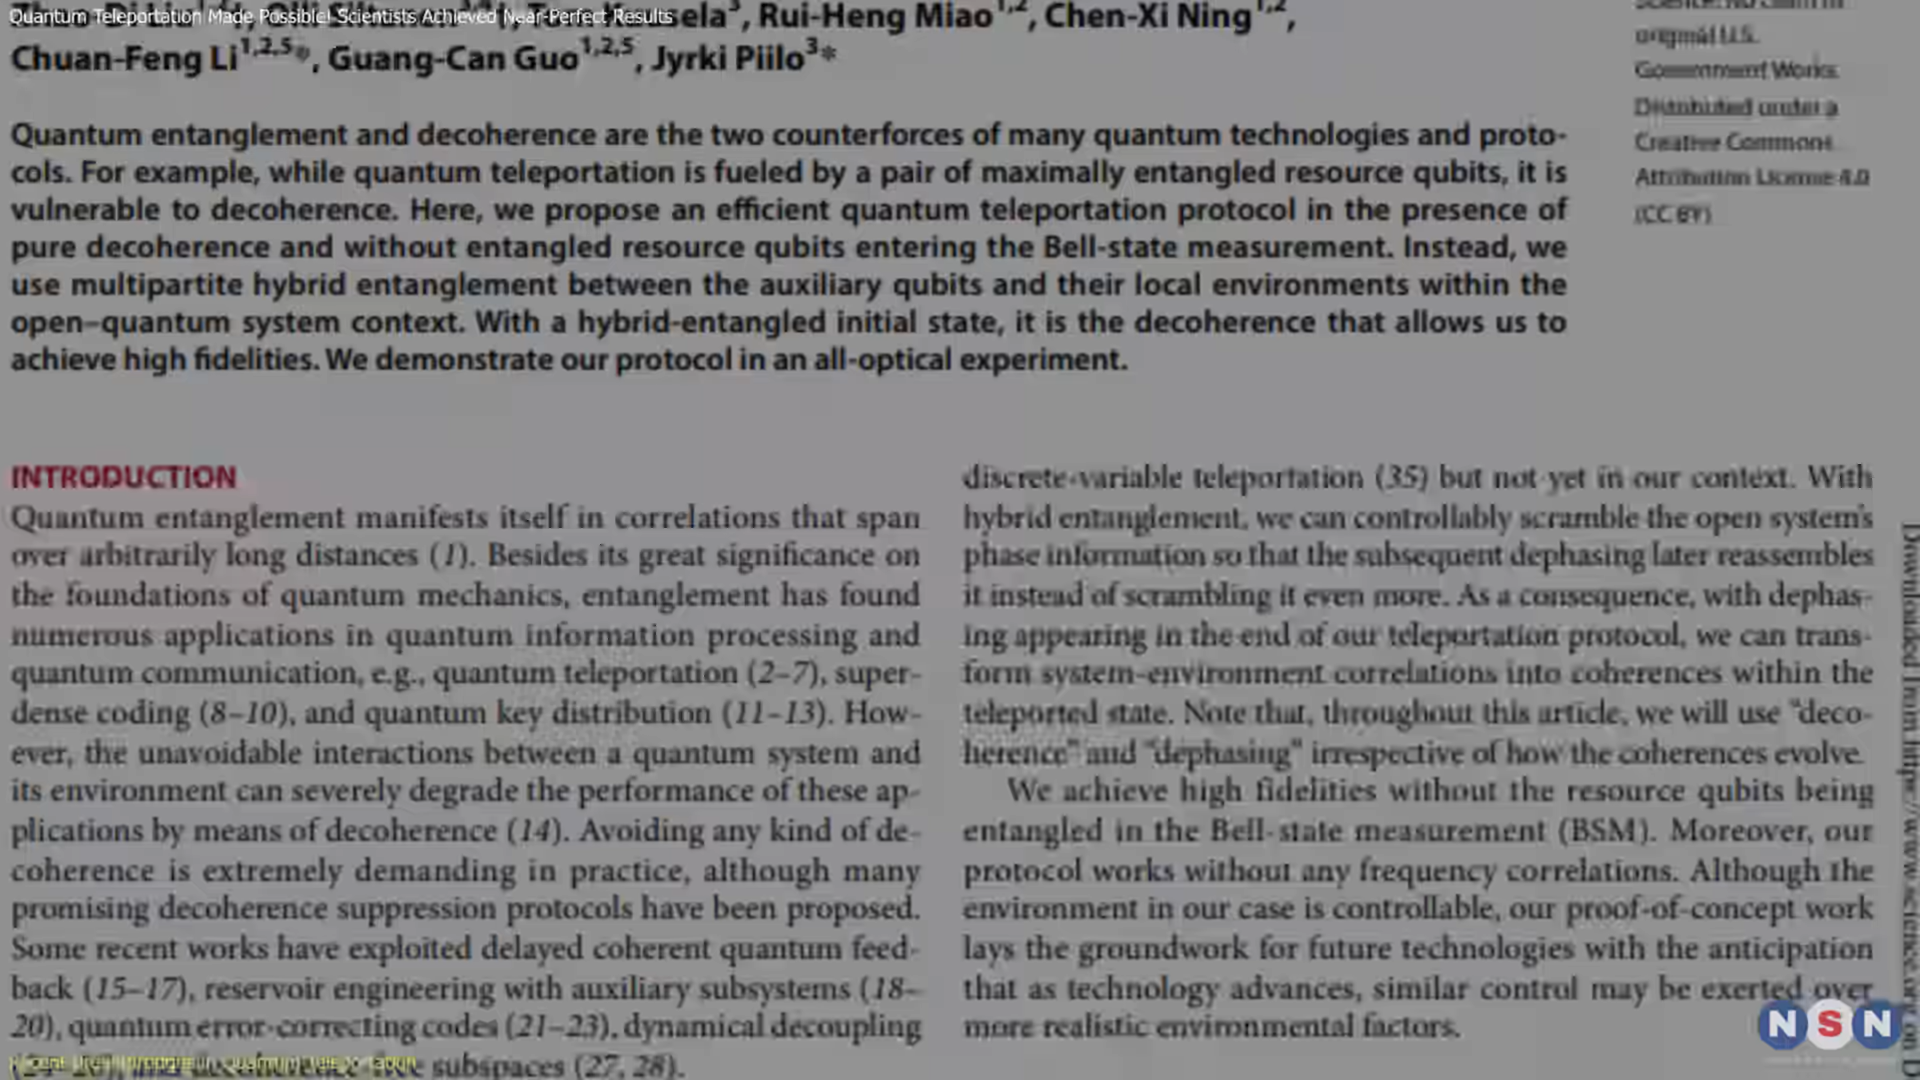 Quantum Teleportation Made Possible! Scientists Achieved Near-Perfect Results
Rui-Heng Miao1,2, Chen-Xi Ning1,2,
Chuan-Feng Li1,2,5*, Guang-Can Guo1,2,5, Jyrki Piilo3*
Quantum entanglement and decoherence are the two counterforces of many quantum technologies and proto-
cols. For example, while quantum teleportation is fueled by a pair of maximally entangled resource qubits, it is
vulnerable to decoherence. Here, we propose an efficient quantum teleportation protocol in the presence of
pure decoherence and without entangled resource qubits entering the Bell-state measurement. Instead, we
use multipartite hybrid entanglement between the auxiliary qubits and their local environments within the
open–quantum system context. With a hybrid-entangled initial state, it is the decoherence that allows us to
achieve high fidelities. We demonstrate our protocol in an all-optical experiment.
original U.S.
Government Works.
Distributed under a
Creative Commons
Attribution License 4.0
(CC BY)
INTRODUCTION
Quantum entanglement manifests itself in correlations that span
over arbitrarily long distances (1). Besides its great significance on
the foundations of quantum mechanics, entanglement has found
numerous applications in quantum information processing and
quantum communication, e.g., quantum teleportation (2–7), super-
dense coding (8–10), and quantum key distribution (11–13). How-
ever, the unavoidable interactions between a quantum system and
its environment can severely degrade the performance of these ap-
plications by means of decoherence (14). Avoiding any kind of de-
coherence is extremely demanding in practice, although many
promising decoherence suppression protocols have been proposed.
Some recent works have exploited delayed coherent quantum feed-
back (15–17), reservoir engineering with auxiliary subsystems (18–
20), quantum error-correcting codes (21–23), dynamical decoupling
subspaces (27, 28).
discrete-variable teleportation (35) but not yet in our context. With
hybrid entanglement, we can controllably scramble the open system's
phase information so that the subsequent dephasing later reassembles
it instead of scrambling it even more. As a consequence, with dephas-
ing appearing in the end of our teleportation protocol, we can trans-
form system-environment correlations into coherences within the
teleported state. Note that, throughout this article, we will use "deco-
herence" and "dephasing" irrespective of how the coherences evolve.
We achieve high fidelities without the resource qubits being
entangled in the Bell-state measurement (BSM). Moreover, our
protocol works without any frequency correlations. Although the
environment in our case is controllable, our proof-of-concept work
lays the groundwork for future technologies with the anticipation
that as technology advances, similar control may be exerted over
more realistic environmental factors.
Downloaded from https://www.science.org on D
NSN
Recent Breakthroughs in Quantum Teleportation